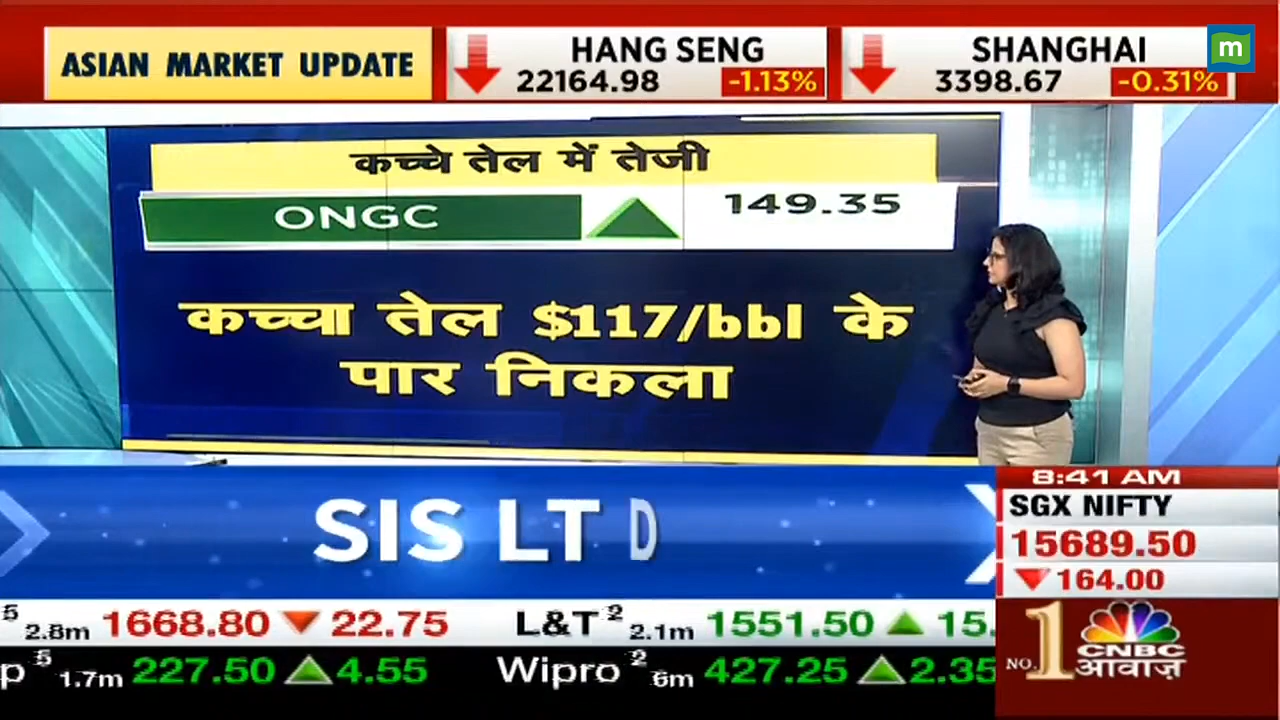 ASIAN MARKET UPDATE
HANG SENG
22164.98 -1.13%
SHANGHAI
3398.67 -0.31%
m
कच्चे तेल में तेजी
ONGC 149.35
कच्चा तेल $117/bbl के
पार निकला
SIS LTD
8:41 AM
SGX NIFTY
15689.50
164.00
5 2.8m 1668.80 22.75 L&T 2 2.1m 1551.50 15.
p 5 1.7m 227.50 4.55 Wipro 2 6m 427.25 2.35
NO. 1 CNBC
आवाज़